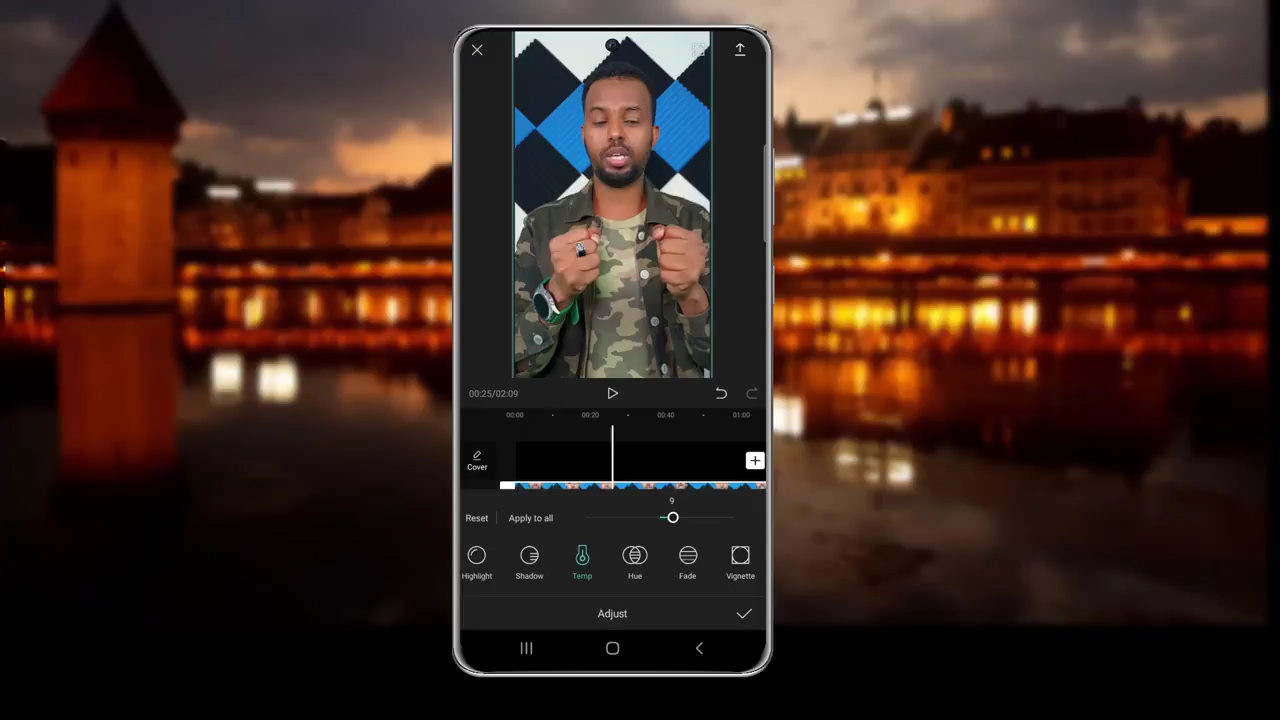 00:25/02:09
00:00
00:20
00:40
01:00
Cover
9
Reset
Apply to all
Highlight
Shadow
Temp
Hue
Fade
Vignette
Adjust